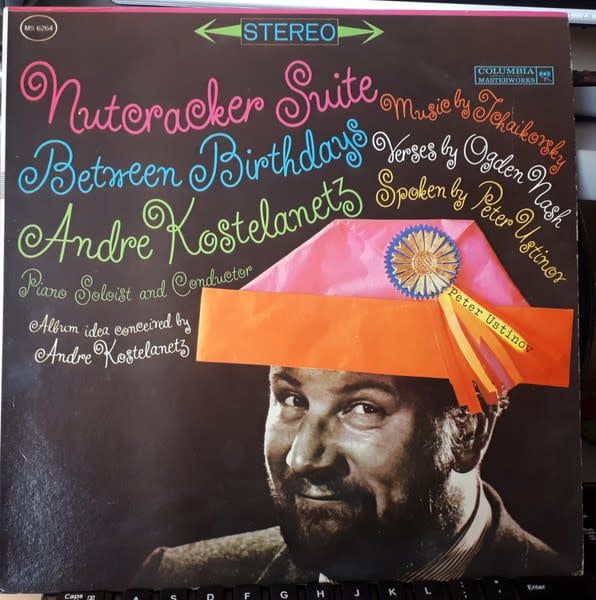 MS 6264
STEREO
COLUMBIA
MASTERWORKS
Nutcracker Suite
Music by Tchaikovsky
Between Birthdays
Verses by Ogden Nash
Andre Kostelanetz
Spoken by Peter Ustinov
Piano Soloist and Conductor
Album idea conceived by
Andre Kostelanetz
Peter Ustinov
Caps
A
S
D
F
G
H
J
K
L
Enter